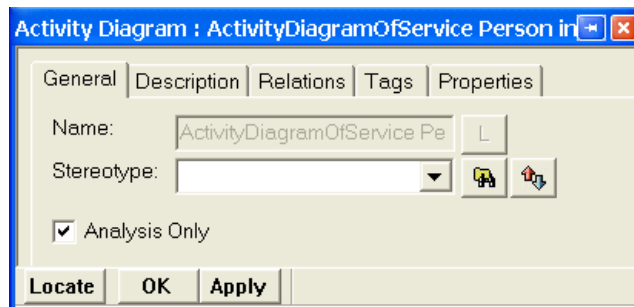 Activity Diagram : ActivityDiagramOfService Person in
General Description Relations Tags Properties
Name: ActivityDiagramOfService Pe L
Stereotype:
Analysis Only
Locate OK Apply